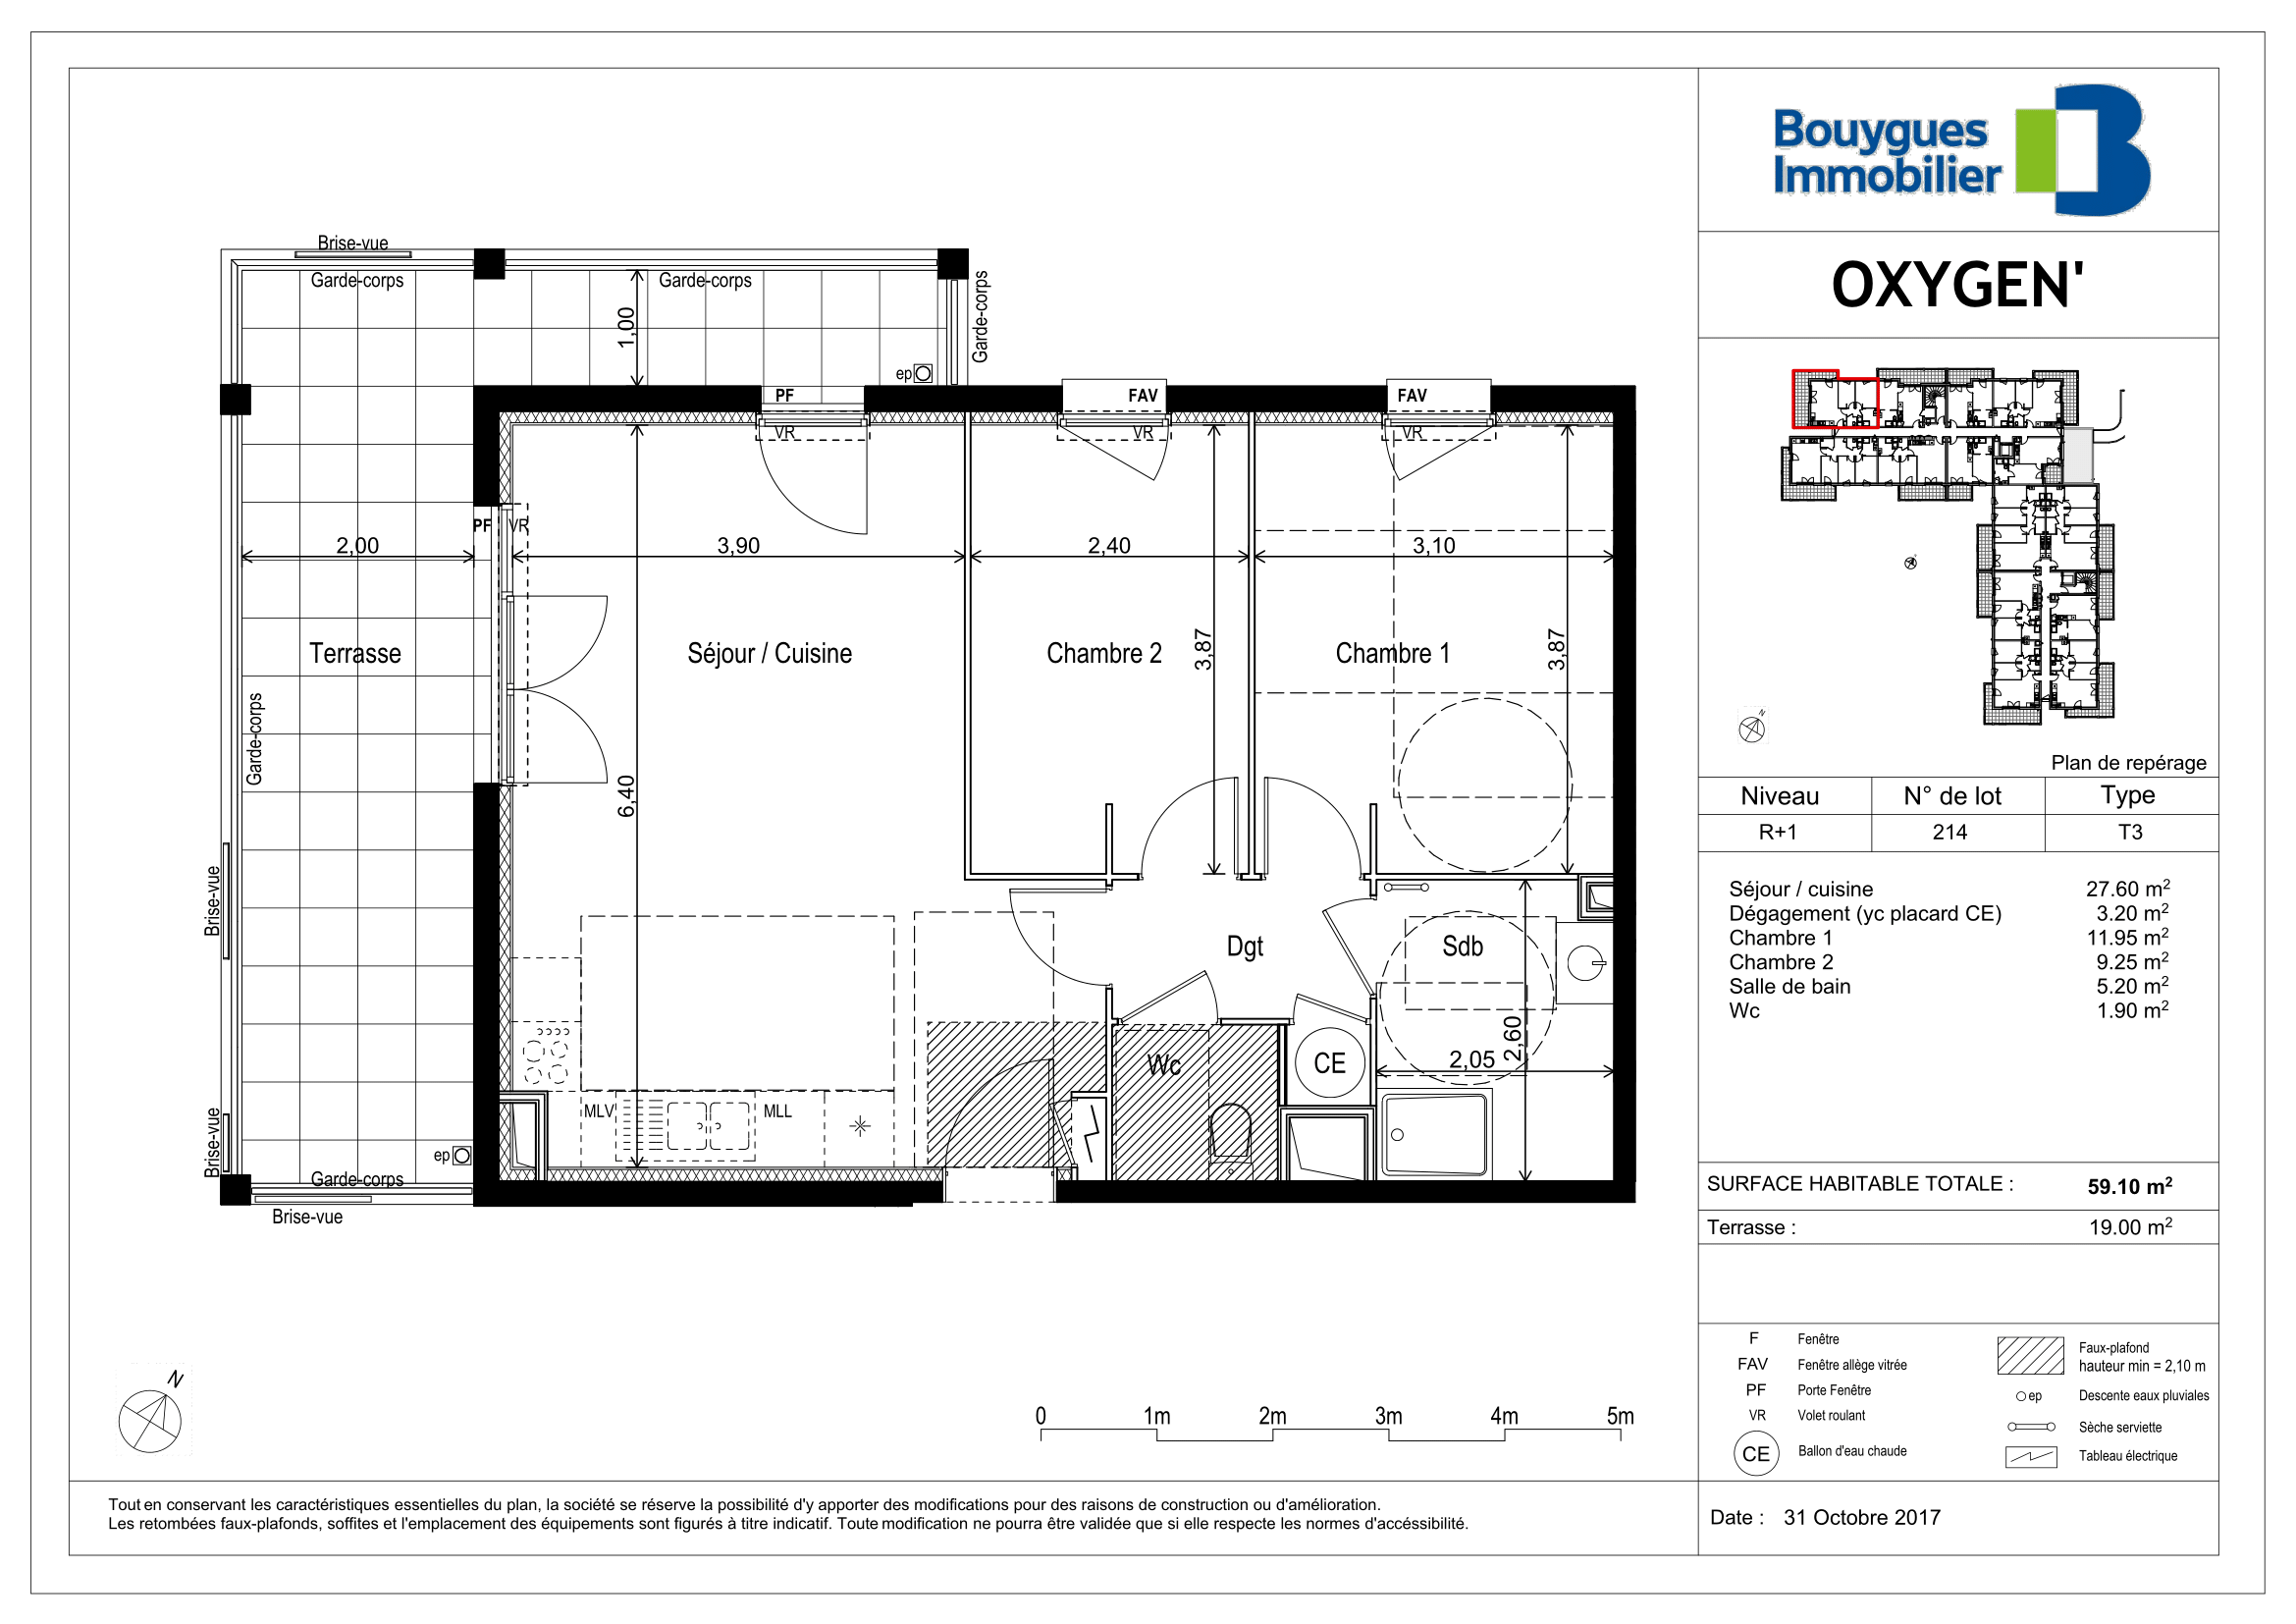 Bouygues
Immobilier
OXYGEN'
N
Plan de repérage
Niveau N° de lot Type
R+1 214 T3
Séjour / cuisine 27.60 m²
Dégagement (yc placard CE) 3.20 m²
Chambre 1 11.95 m²
Chambre 2 9.25 m²
Salle de bain 5.20 m²
Wc 1.90 m²
SURFACE HABITABLE TOTALE : 59.10 m²
Terrasse : 19.00 m²
F Fenêtre
FAV Fenêtre allège vitrée
PF Porte Fenêtre
VR Volet roulant
CE Ballon d'eau chaude
Faux-plafond
hauteur min = 2,10 m
ep Descente eaux pluviales
Sèche serviette
Tableau électrique
Date : 31 Octobre 2017
Brise-vue
Garde-corps
Garde-corps
Garde-corps
1,00
ep
PF
FAV
FAV
VR
VR
VR
PF VR
2,00
3,90
2,40
3,10
Terrasse
Séjour / Cuisine
Chambre 2
3,87
Chambre 1
3,87
Garde-corps
6,40
Brise-vue
Dgt
Sdb
2,60
2,05
Wc
CE
MLV
MLL
Brise-vue
ep
Garde-corps
Brise-vue
N
0 1m 2m 3m 4m 5m
Tout en conservant les caractéristiques essentielles du plan, la société se réserve la possibilité d'y apporter des modifications pour des raisons de construction ou d'amélioration.
Les retombées faux-plafonds, soffites et l'emplacement des équipements sont figurés à titre indicatif. Toute modification ne pourra être validée que si elle respecte les normes d'accéssibilité.